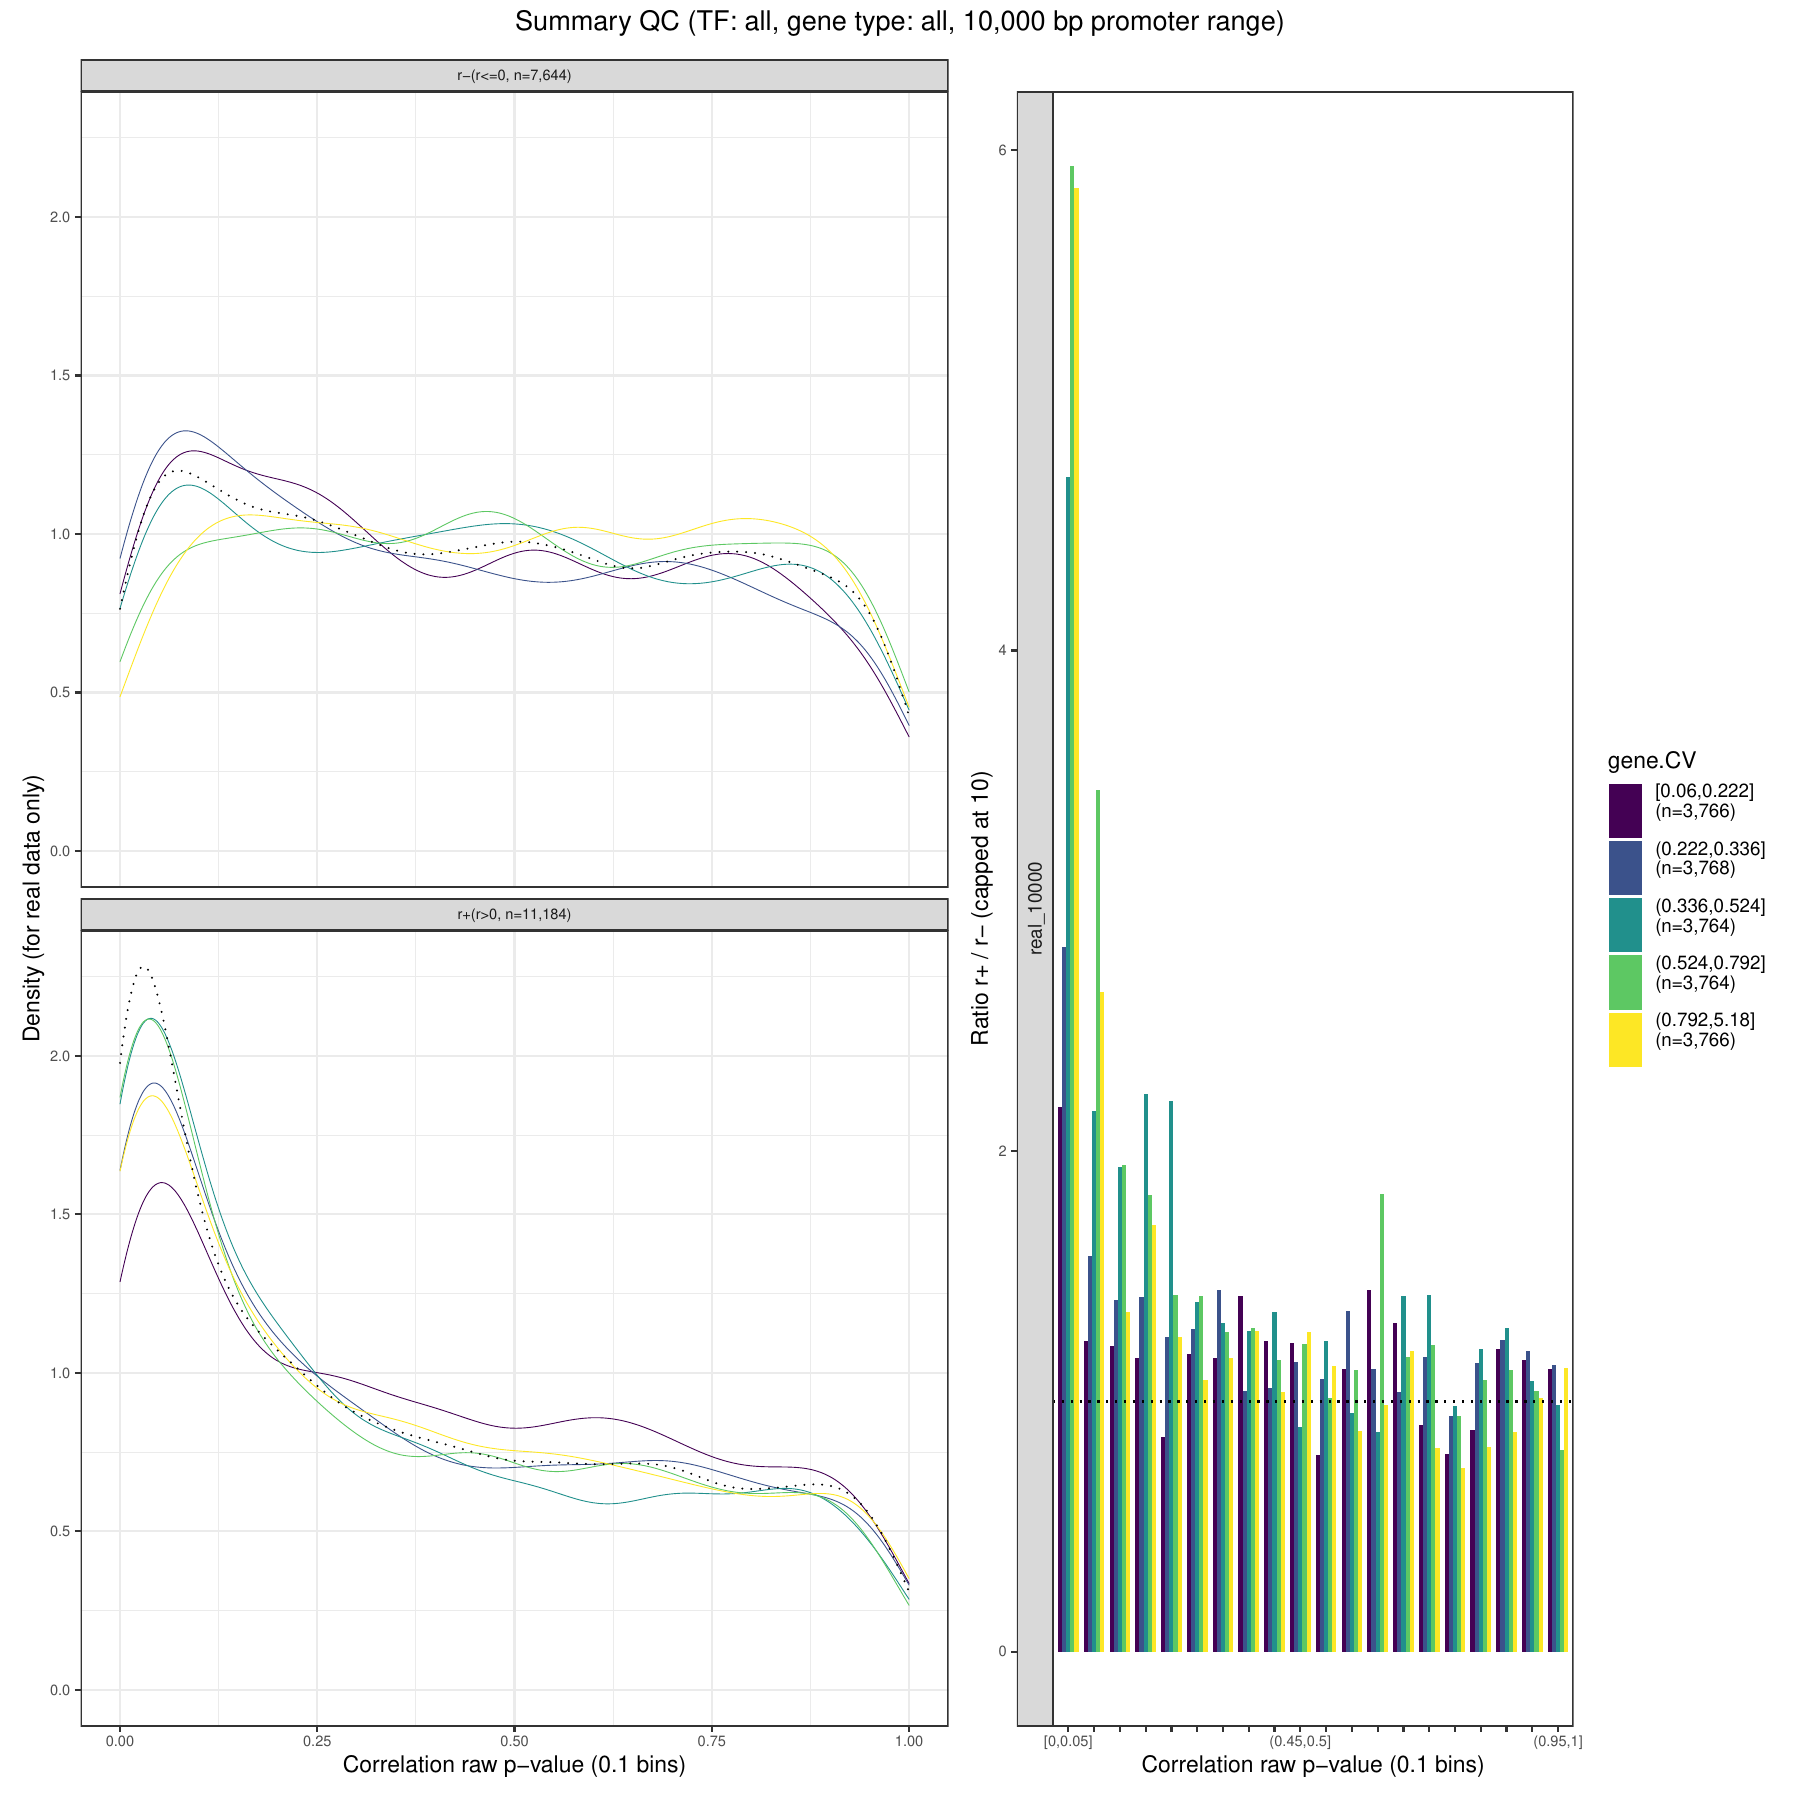 Summary QC (TF: all, gene type: all, 10,000 bp promoter range)
r−(r<=0, n=7,644)
2.0
1.5
1.0
0.5
0.0
r+(r>0, n=11,184)
2.0
1.5
1.0
0.5
0.0
Density (for real data only)
0.00 0.25 0.50 0.75 1.00
Correlation raw p−value (0.1 bins)
real_10000
6
4
2
0
Ratio r+ / r− (capped at 10)
[0,0.05] (0.45,0.5] (0.95,1]
Correlation raw p−value (0.1 bins)
gene.CV
[0.06,0.222]
(n=3,766)
(0.222,0.336]
(n=3,768)
(0.336,0.524]
(n=3,764)
(0.524,0.792]
(n=3,764)
(0.792,5.18]
(n=3,766)